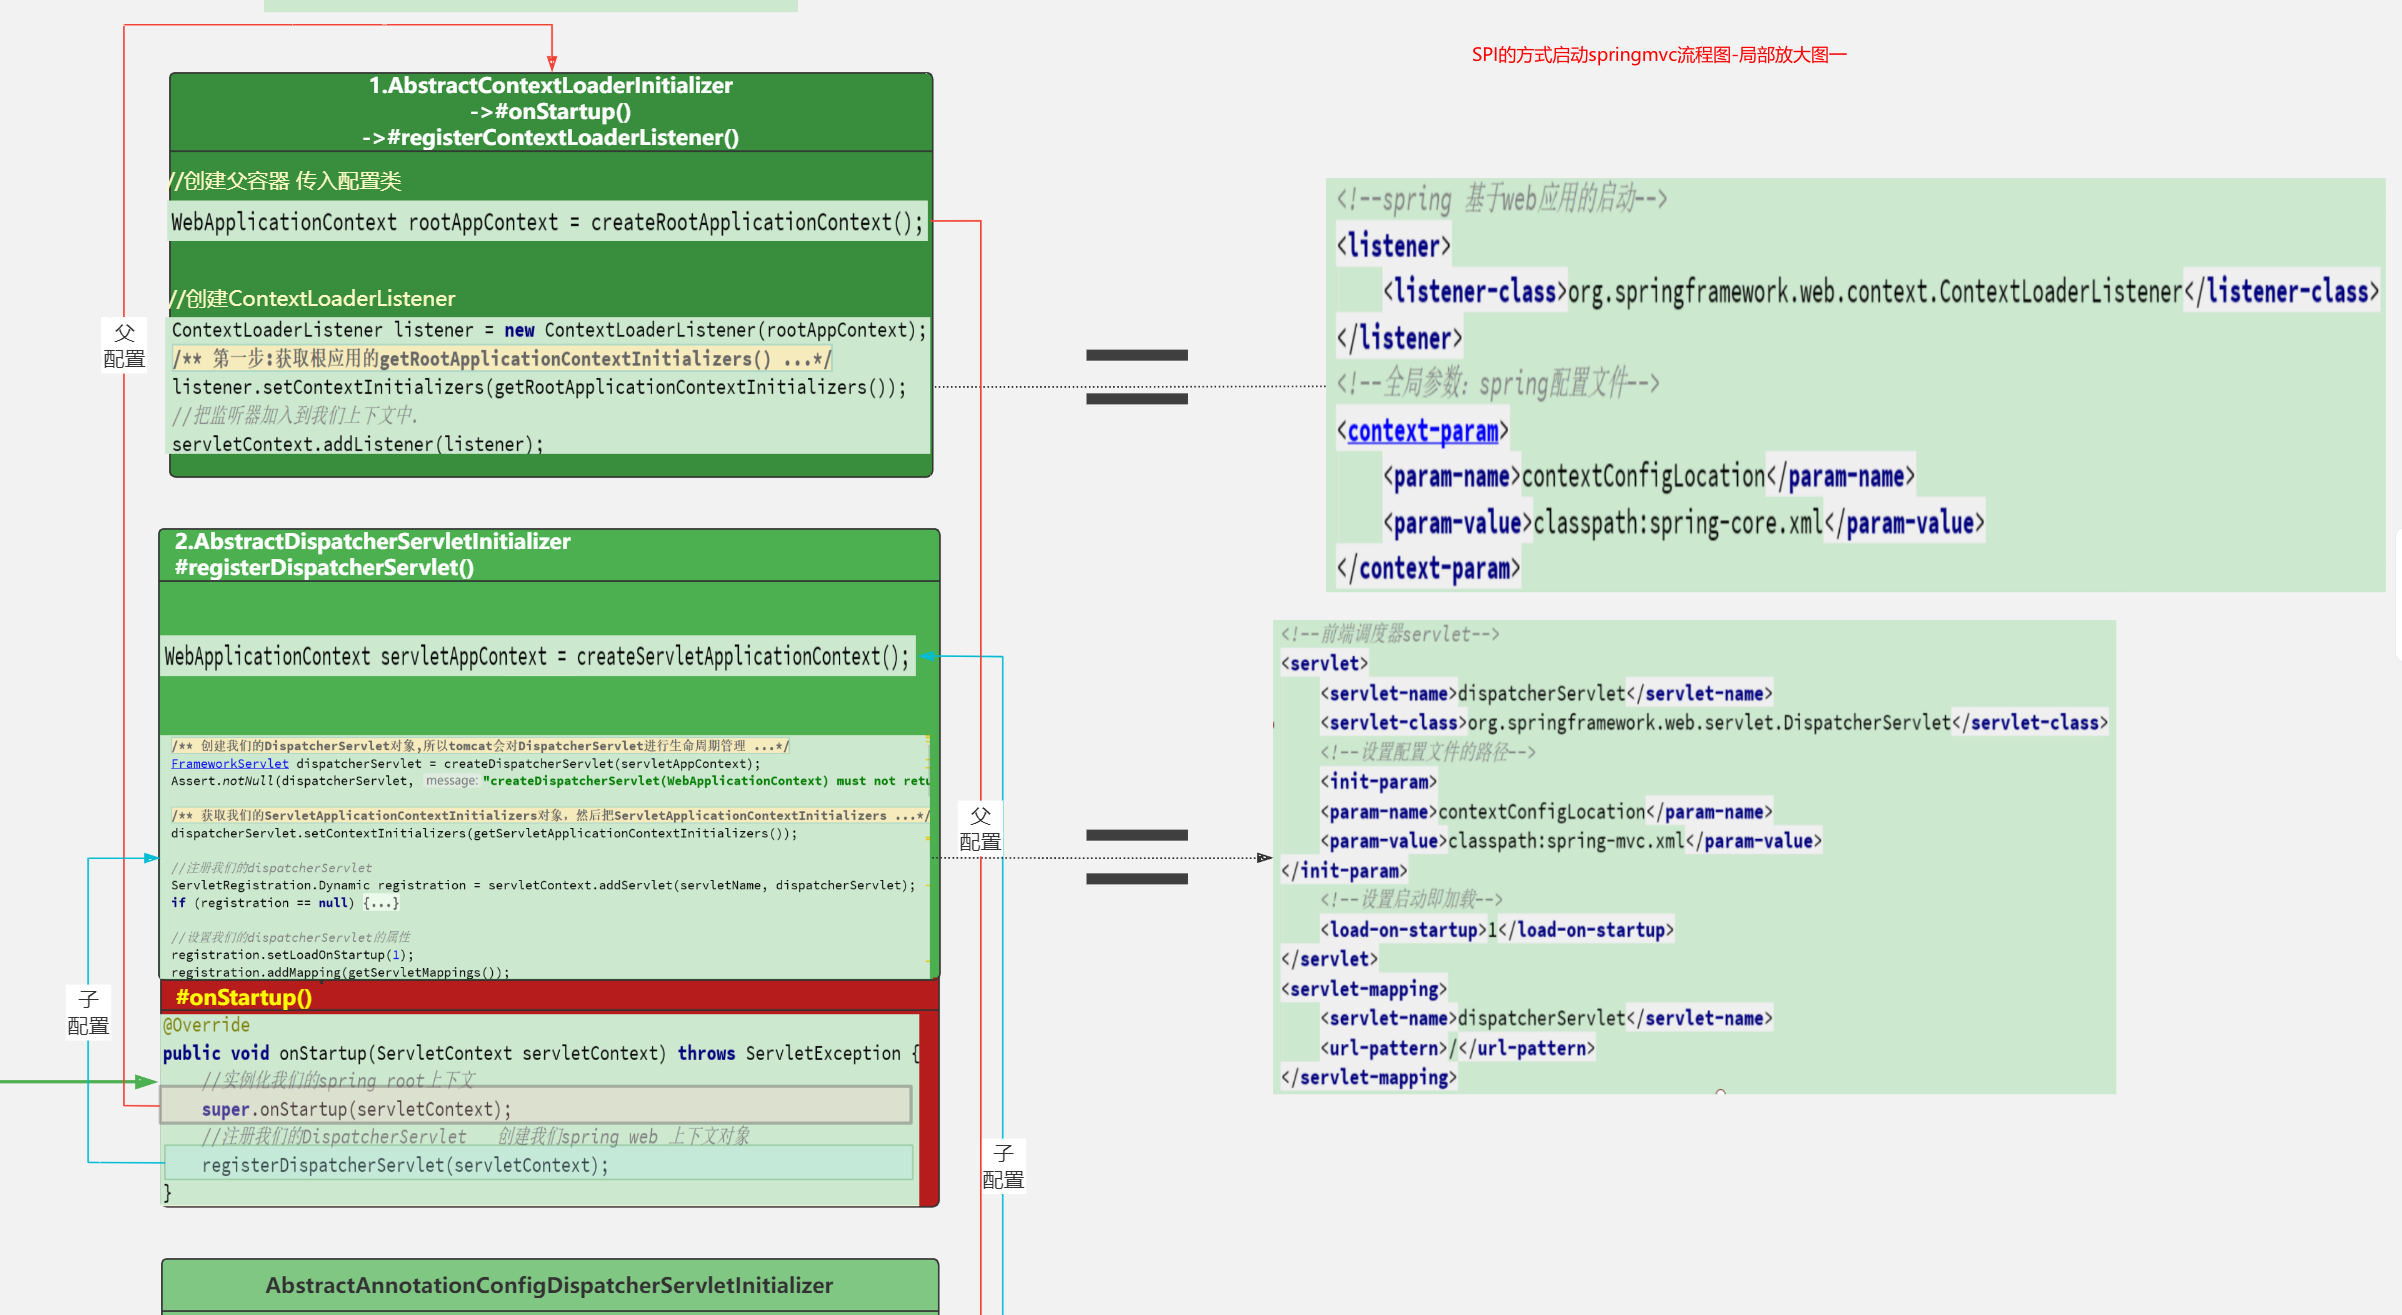 SPI的方式启动springmvc流程图-局部放大图一
1.AbstractContextLoaderInitializer
->#onStartup()
->#registerContextLoaderListener()
//创建父容器 传入配置类
WebApplicationContext rootAppContext = createRootApplicationContext();
//创建ContextLoaderListener
ContextLoaderListener listener = new ContextLoaderListener(rootAppContext);
/** 第一步:获取根应用的getRootApplicationContextInitializers() ...*/
listener.setContextInitializers(getRootApplicationContextInitializers());
//把监听器加入到我们上下文中.
servletContext.addListener(listener);
父
配置
<!--spring 基于web应用的启动-->
<listener>
<listener-class>org.springframework.web.context.ContextLoaderListener</listener-class>
</listener>
<!--全局参数: spring配置文件-->
<context-param>
<param-name>contextConfigLocation</param-name>
<param-value>classpath:spring-core.xml</param-value>
</context-param>
2.AbstractDispatcherServletInitializer
#registerDispatcherServlet()
WebApplicationContext servletAppContext = createServletApplicationContext();
/** 创建我们的DispatcherServlet对象,所以tomcat会对DispatcherServlet进行生命周期管理 ...*/
FrameworkServlet dispatcherServlet = createDispatcherServlet(servletAppContext);
Assert.notNull(dispatcherServlet, message: "createDispatcherServlet(WebApplicationContext) must not retu
/** 获取我们的ServletApplicationContextInitializers对象, 然后把ServletApplicationContextInitializers ...*/
dispatcherServlet.setContextInitializers(getServletApplicationContextInitializers());
//注册我们的dispatcherServlet
ServletRegistration.Dynamic registration = servletContext.addServlet(servletName, dispatcherServlet);
if (registration == null) {...}
//设置我们的dispatcherServlet的属性
registration.setLoadOnStartup(1);
registration.addMapping(getServletMappings());
父
配置
<!--前端调度器servlet-->
<servlet>
<servlet-name>dispatcherServlet</servlet-name>
<servlet-class>org.springframework.web.servlet.DispatcherServlet</servlet-class>
<!--设置配置文件的路径-->
<init-param>
<param-name>contextConfigLocation</param-name>
<param-value>classpath:spring-mvc.xml</param-value>
</init-param>
<!--设置启动即加载-->
<load-on-startup>1</load-on-startup>
</servlet>
<servlet-mapping>
<servlet-name>dispatcherServlet</servlet-name>
<url-pattern>/</url-pattern>
</servlet-mapping>
子
配置
#onStartup()
@Override
public void onStartup(ServletContext servletContext) throws ServletException {
//实例化我们的spring root上下文
super.onStartup(servletContext);
//注册我们的DispatcherServlet 创建我们spring web 上下文对象
registerDispatcherServlet(servletContext);
}
子
配置
AbstractAnnotationConfigDispatcherServletInitializer